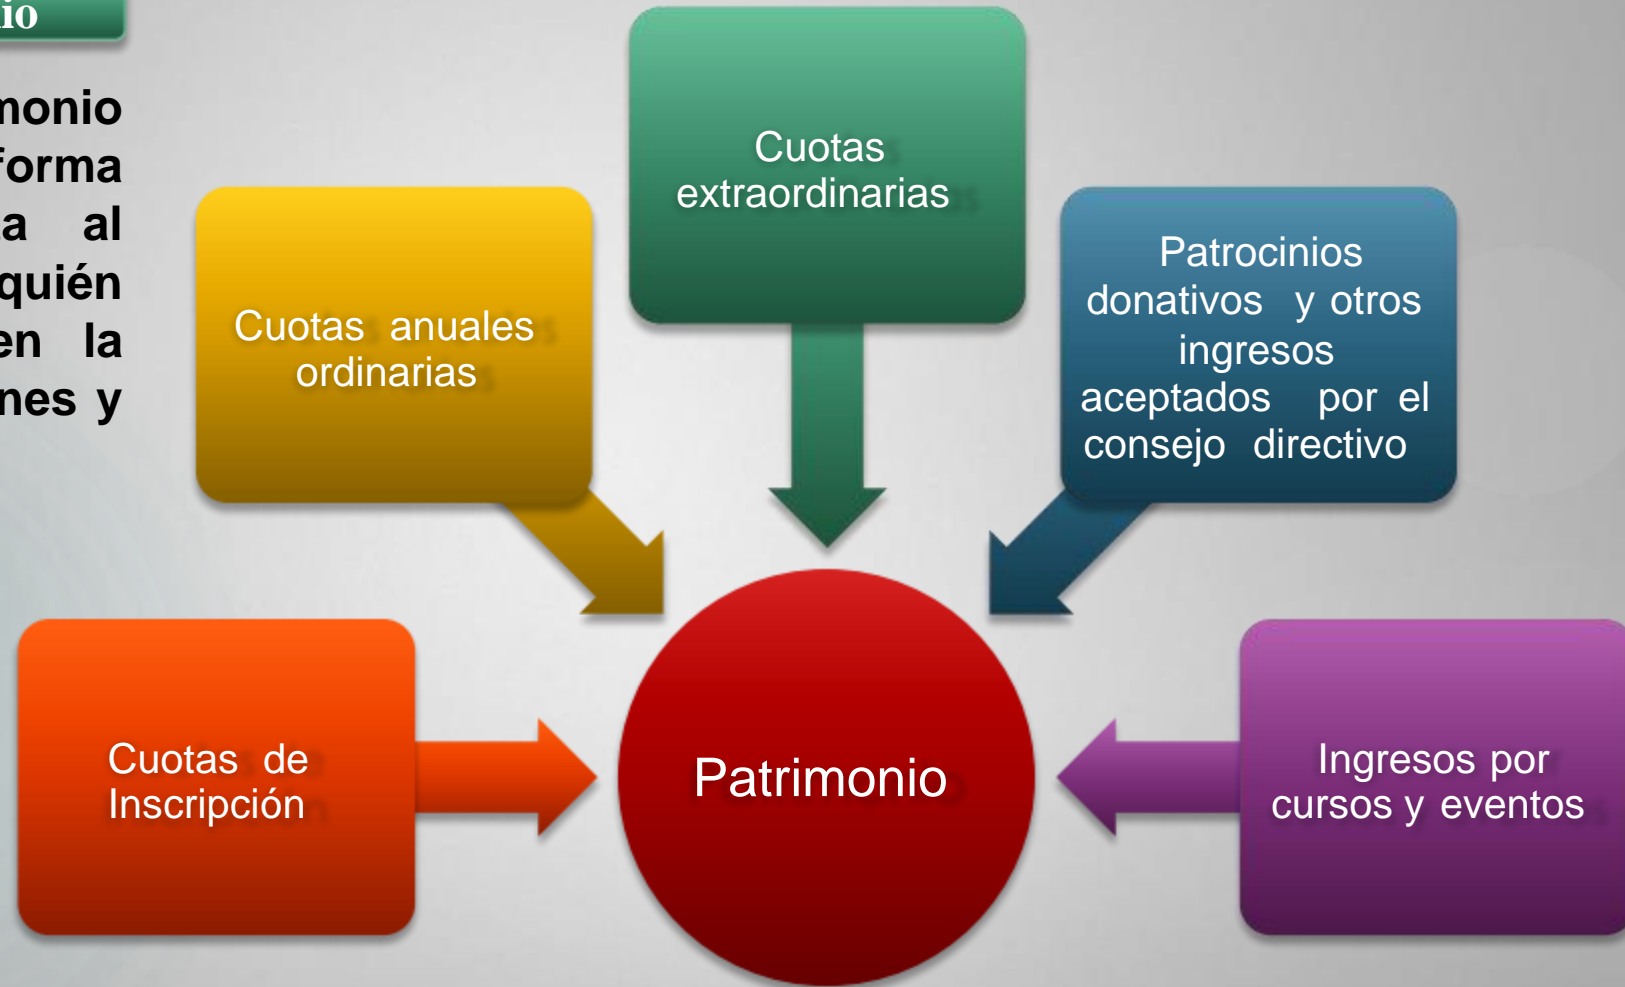 io
monio
forma
a al
quién
en la
nes y
Cuotas
extraordinarias
Cuotas anuales
ordinarias
Patrocinios
donativos y otros
ingresos
aceptados por el
consejo directivo
Cuotas de
Inscripción
Patrimonio
Ingresos por
cursos y eventos